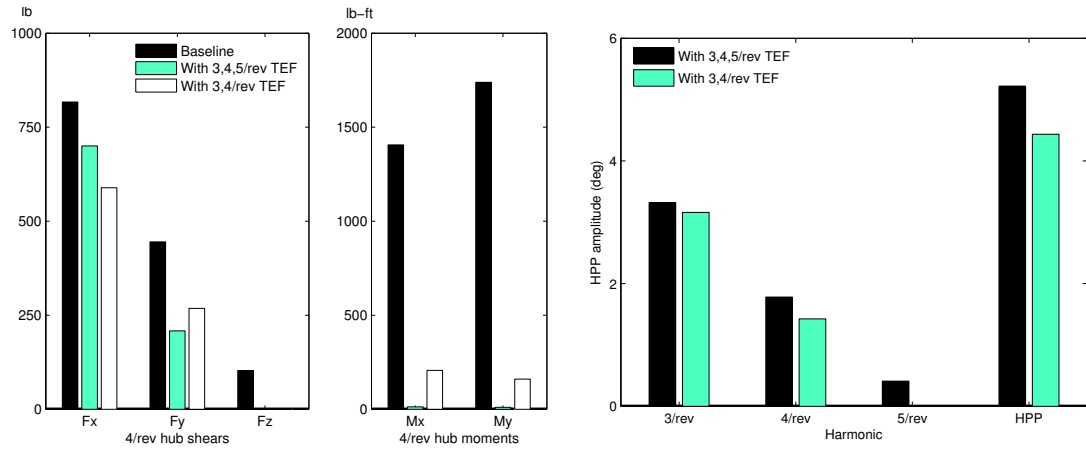 lb
1000
750
500
250
0
Baseline
With 3,4,5/rev TEF
With 3,4/rev TEF
Fx Fy Fz
4/rev hub shears
lb−ft
2000
1500
1000
500
0
Mx My
4/rev hub moments
HPP amplitude (deg)
6
4
2
0
With 3,4,5/rev TEF
With 3,4/rev TEF
3/rev 4/rev 5/rev HPP
Harmonic